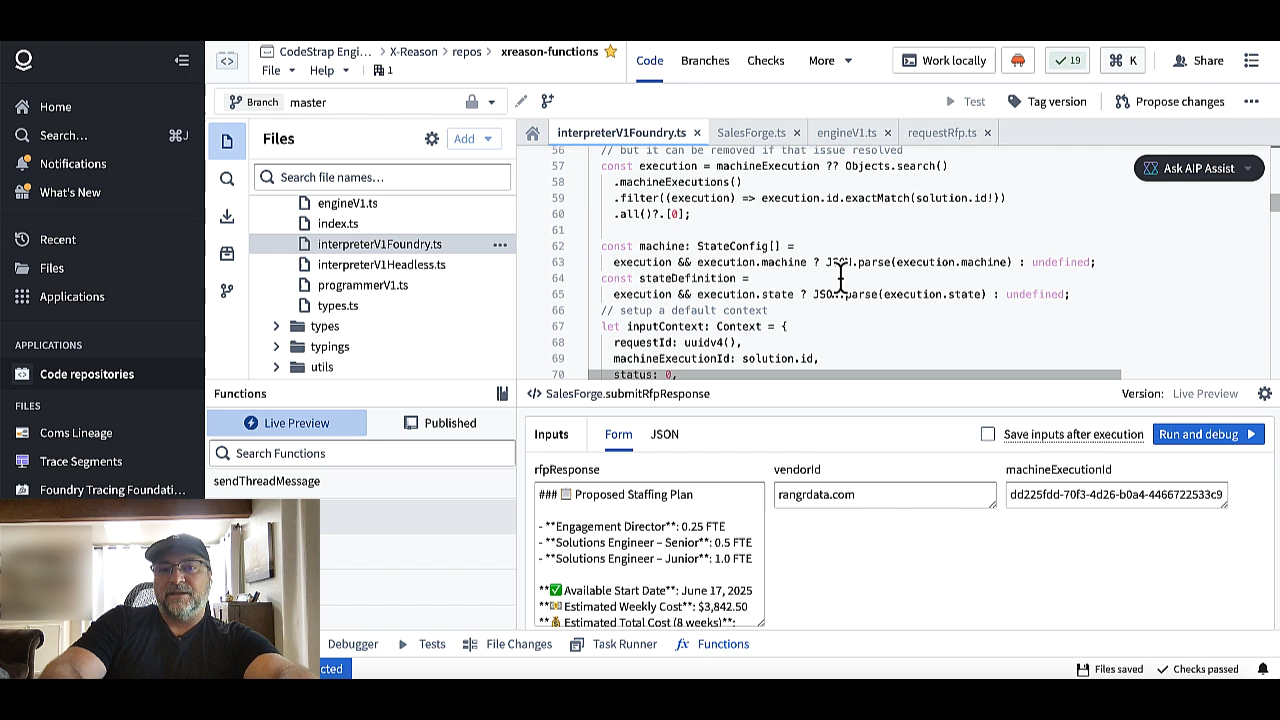 CodeStrap Engi... > X-Reason > repos > xreason-functions
File Help 1
Code Branches Checks More
Work locally 19 ⌘ K Share
Home
Search... ⌘J
Notifications
What's New
Recent
Files
Applications
APPLICATIONS
Code repositories
FILES
Coms Lineage
Trace Segments
Foundry Tracing Foundati...
Branch master
Test Tag version Propose changes
Files Add
Search file names...
engineV1.ts
index.ts
interpreterV1Foundry.ts
interpreterV1Headless.ts
programmerV1.ts
types.ts
types
typings
utils
interpreterV1Foundry.ts SalesForge.ts engineV1.ts requestRfp.ts
Ask AIP Assist
56 // but it can be removed if that issue resolved
57 const execution = machineExecution ?? Objects.search()
58 .machineExecutions()
59 .filter((execution) => execution.id.exactMatch(solution.id!))
60 .all()?.[0];
61
62 const machine: StateConfig[] =
63 execution && execution.machine ? JSON.parse(execution.machine) : undefined;
64 const stateDefinition =
65 execution && execution.state ? JSON.parse(execution.state) : undefined;
66 // setup a default context
67 let inputContext: Context = {
68 requestId: uuidv4(),
69 machineExecutionId: solution.id,
70 status: 0,
Functions
Live Preview Published
Search Functions
sendThreadMessage
SalesForge.submitRfpResponse
Version: Live Preview
Inputs Form JSON
Save inputs after execution Run and debug
rfpResponse
### 📋 Proposed Staffing Plan
- **Engagement Director**: 0.25 FTE
- **Solutions Engineer – Senior**: 0.5 FTE
- **Solutions Engineer – Junior**: 1.0 FTE
**✅ Available Start Date**: June 17, 2025
**💵 Estimated Weekly Cost**: $3,842.50
**💰 Estimated Total Cost (8 weeks)**:
vendorId
rangrdata.com
machineExecutionId
dd225fdd-70f3-4d26-b0a4-4466722533c9
Debugger Tests File Changes Task Runner fx Functions
cted
Files saved Checks passed